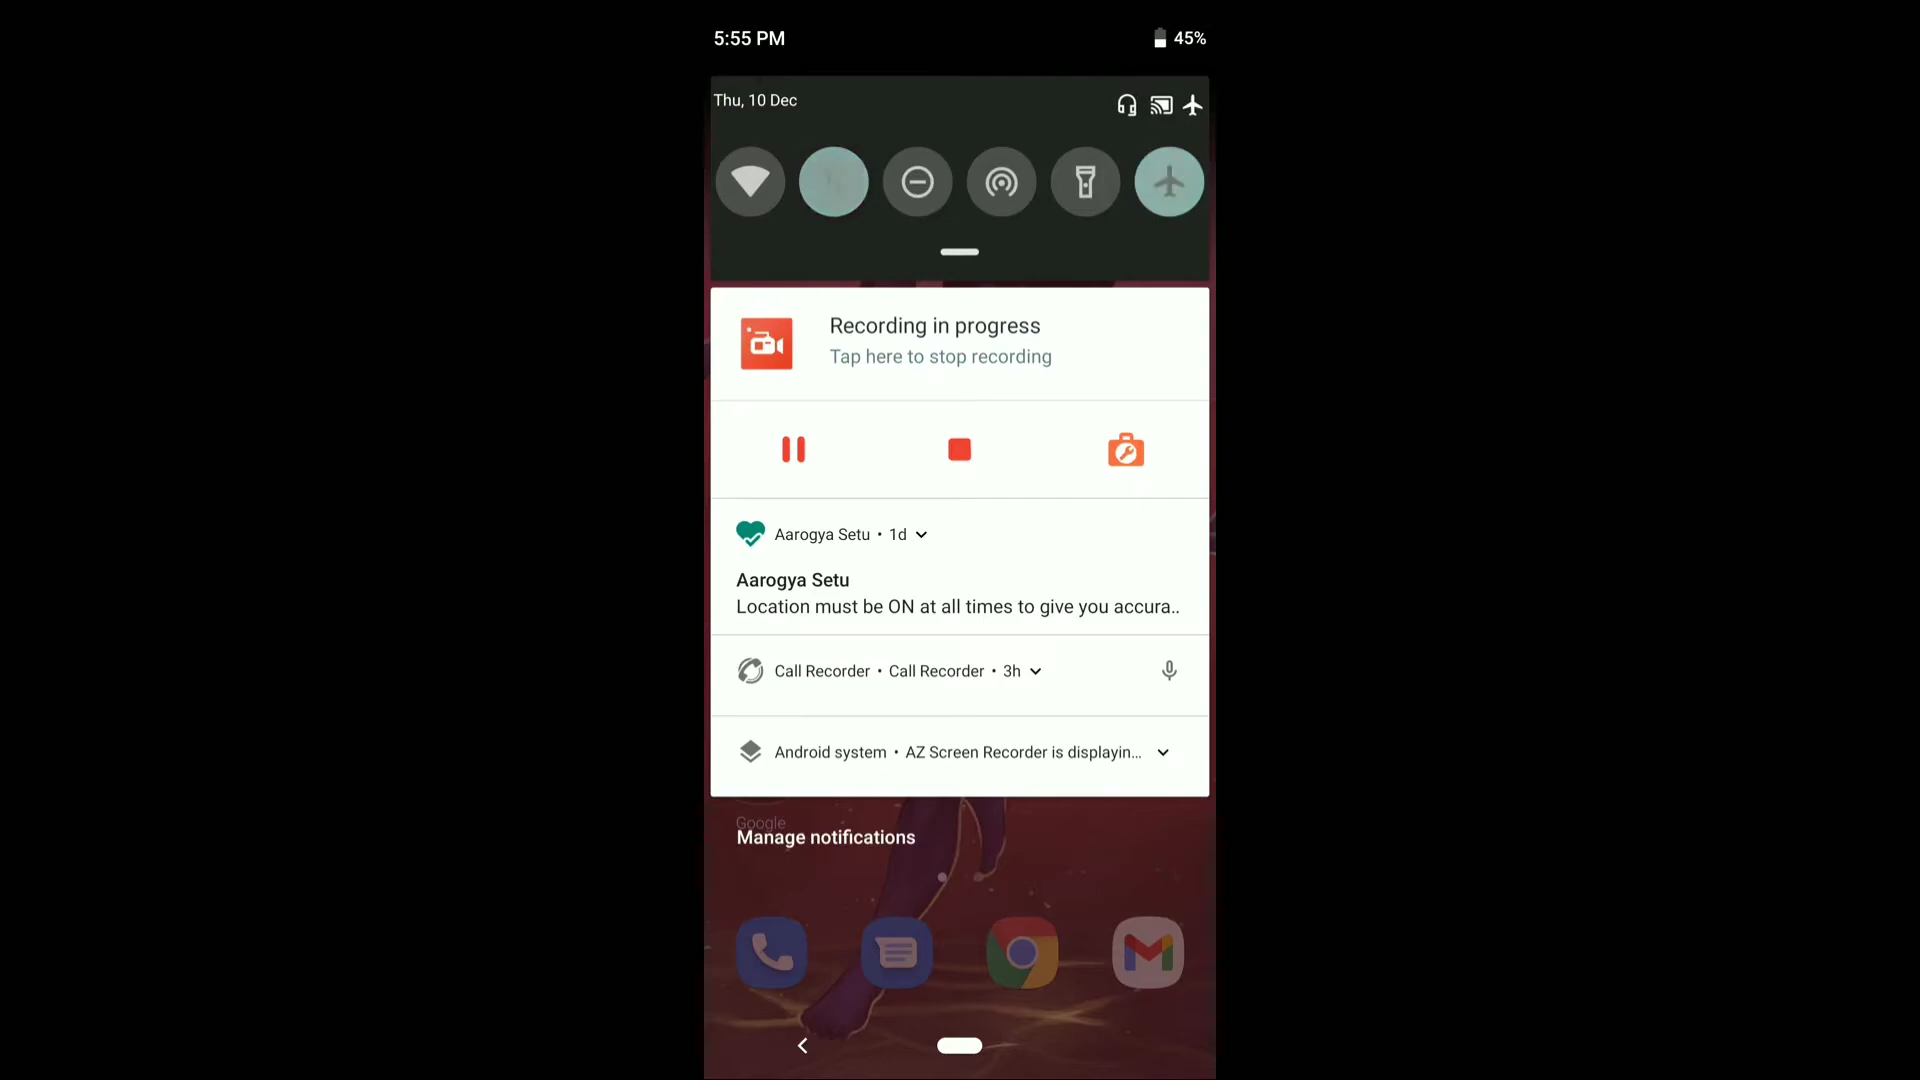 5:55 PM
45%
Thu, 10 Dec
Recording in progress
Tap here to stop recording
Aarogya Setu • 1d
Aarogya Setu
Location must be ON at all times to give you accura..
Call Recorder • Call Recorder • 3h
Android system • AZ Screen Recorder is displayin...
Google
Manage notifications